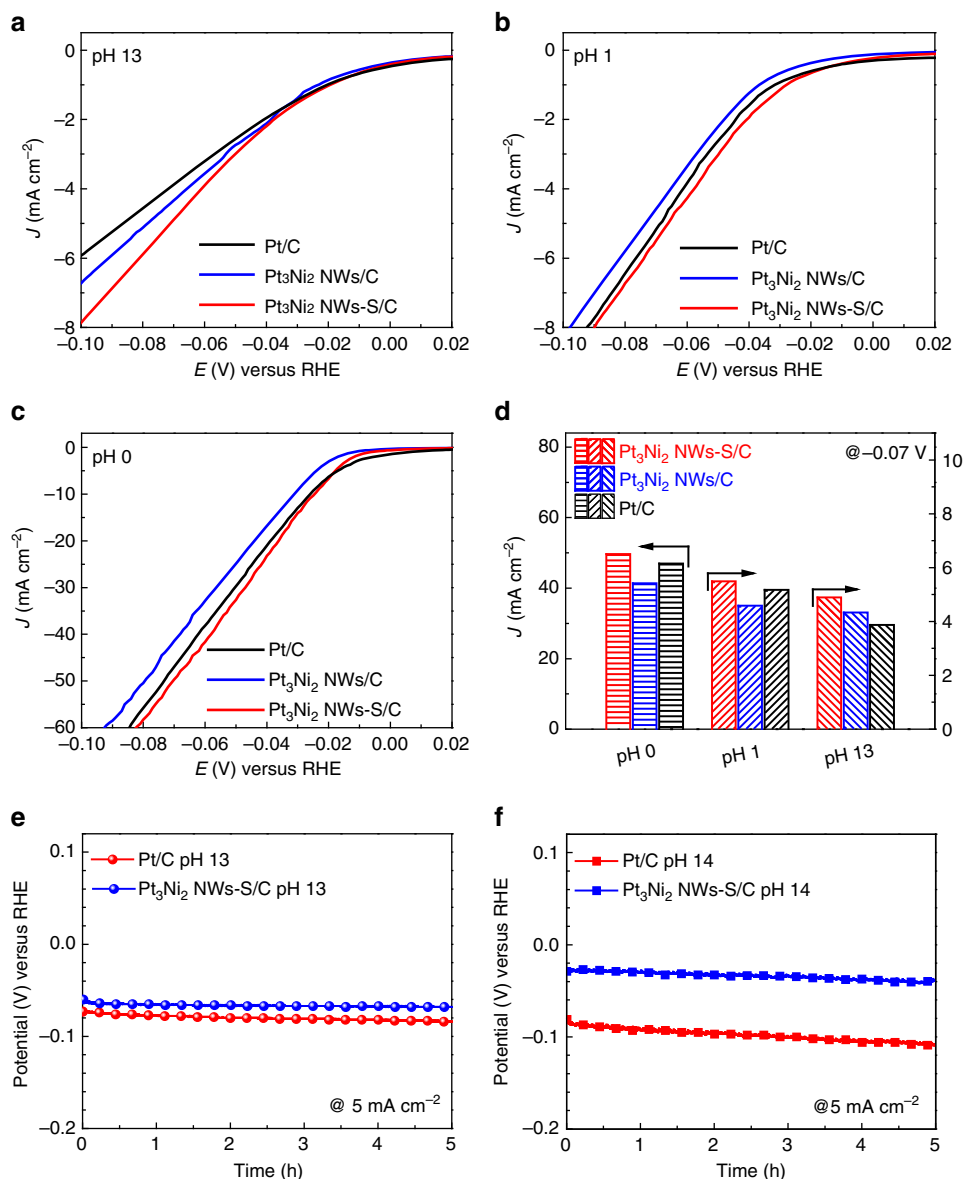 a
pH 13
0
−2
−4
−6
−8
J (mA cm−2)
Pt/C
Pt3Ni2 NWs/C
Pt3Ni2 NWs-S/C
−0.10 −0.08 −0.06 −0.04 −0.02 0.00 0.02
E (V) versus RHE
b
pH 1
0
−2
−4
−6
−8
J (mA cm−2)
Pt/C
Pt3Ni2 NWs/C
Pt3Ni2 NWs-S/C
−0.10 −0.08 −0.06 −0.04 −0.02 0.00 0.02
E (V) versus RHE
c
pH 0
0
−10
−20
−30
−40
−50
−60
J (mA cm−2)
Pt/C
Pt3Ni2 NWs/C
Pt3Ni2 NWs-S/C
−0.10 −0.08 −0.06 −0.04 −0.02 0.00 0.02
E (V) versus RHE
d
80
60
40
20
0
J (mA cm−2)
Pt3Ni2 NWs-S/C
Pt3Ni2 NWs/C
Pt/C
@−0.07 V
10
8
6
4
2
0
pH 0 pH 1 pH 13
e
0.1
0.0
−0.1
−0.2
Potential (V) versus RHE
Pt/C pH 13
Pt3Ni2 NWs-S/C pH 13
@ 5 mA cm−2
0 1 2 3 4 5
Time (h)
f
0.1
0.0
−0.1
−0.2
Potential (V) versus RHE
Pt/C pH 14
Pt3Ni2 NWs-S/C pH 14
@5 mA cm−2
0 1 2 3 4 5
Time (h)